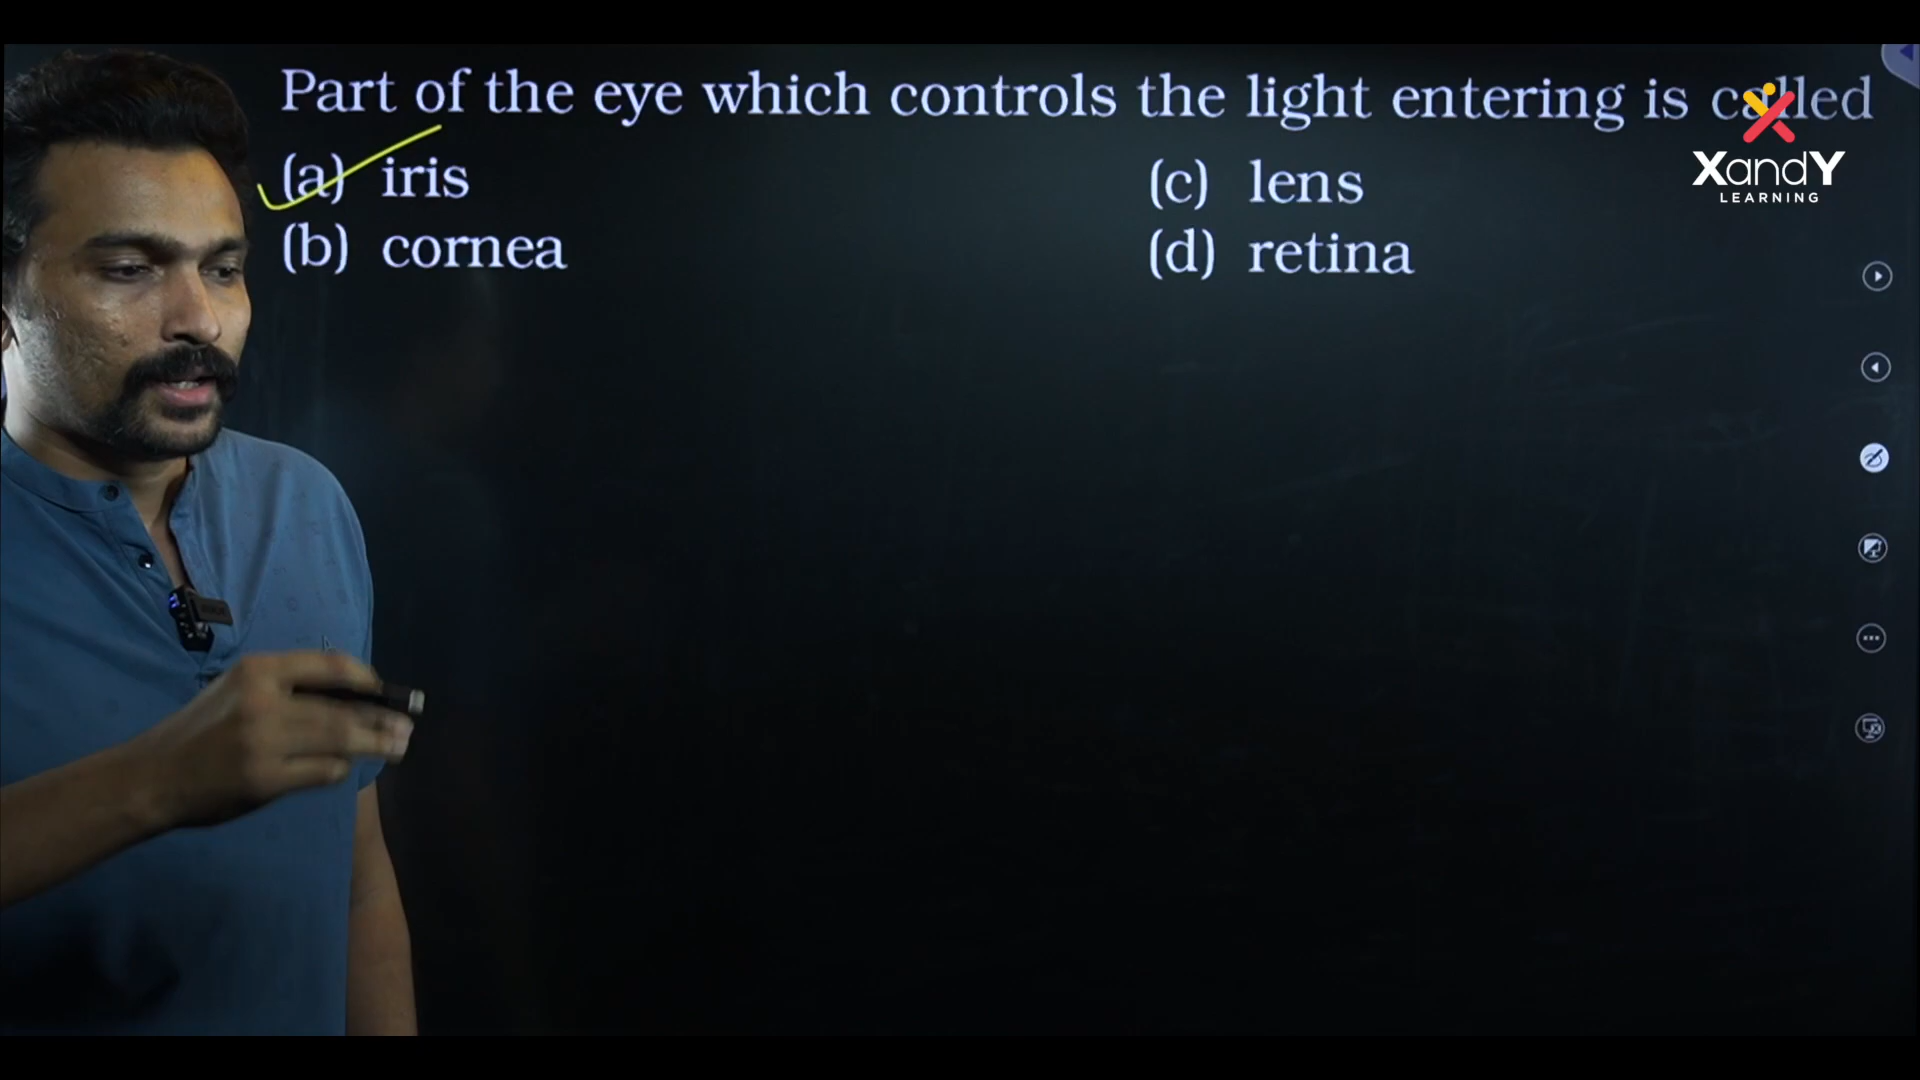 Part of the eye which controls the light entering is called
(a) iris
(c) lens
(b) cornea
(d) retina
XandY
LEARNING